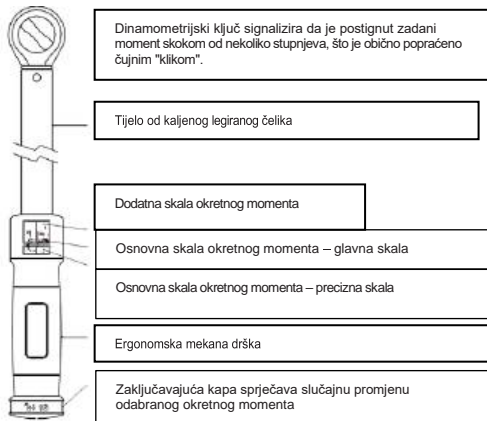 Dinamometrijski ključ signalizira da je postignut zadani
moment skokom od nekoliko stupnjeva, što je obično popraćeno
čujnim "klikom".
Tijelo od kaljenog legiranog čelika
Dodatna skala okretnog momenta
Osnovna skala okretnog momenta – glavna skala
Osnovna skala okretnog momenta – precizna skala
Ergonomska mekana drška
Zaključavajuća kapa sprječava slučajnu promjenu
odabranog okretnog momenta